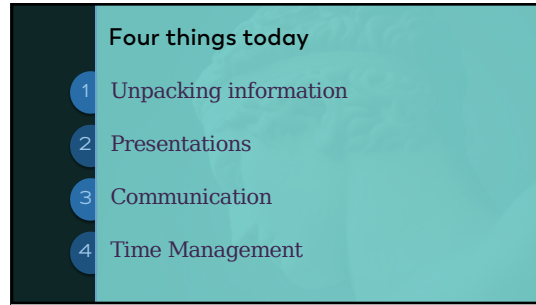 Four things today
1 Unpacking information
2 Presentations
3 Communication
4 Time Management